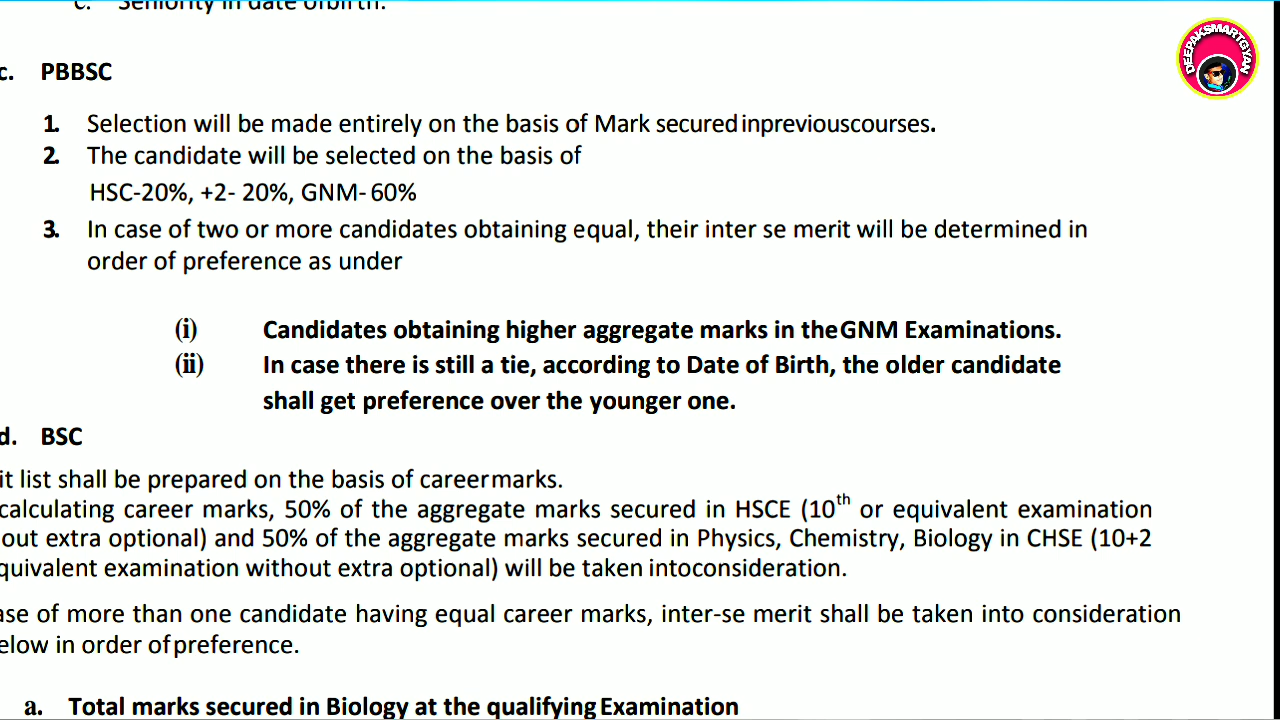 c. Seniority in date ofbirth.
DEEPAKSMARTGYAN
c. PBBSC
1. Selection will be made entirely on the basis of Mark secured inpreviouscourses.
2. The candidate will be selected on the basis of
HSC-20%, +2- 20%, GNM- 60%
3. In case of two or more candidates obtaining equal, their inter se merit will be determined in
order of preference as under
(i) Candidates obtaining higher aggregate marks in theGNM Examinations.
(ii) In case there is still a tie, according to Date of Birth, the older candidate
shall get preference over the younger one.
d. BSC
it list shall be prepared on the basis of careermarks.
calculating career marks, 50% of the aggregate marks secured in HSCE (10th or equivalent examination
out extra optional) and 50% of the aggregate marks secured in Physics, Chemistry, Biology in CHSE (10+2
quivalent examination without extra optional) will be taken intoconsideration.
ase of more than one candidate having equal career marks, inter-se merit shall be taken into consideration
elow in order ofpreference.
a. Total marks secured in Biology at the qualifyingExamination